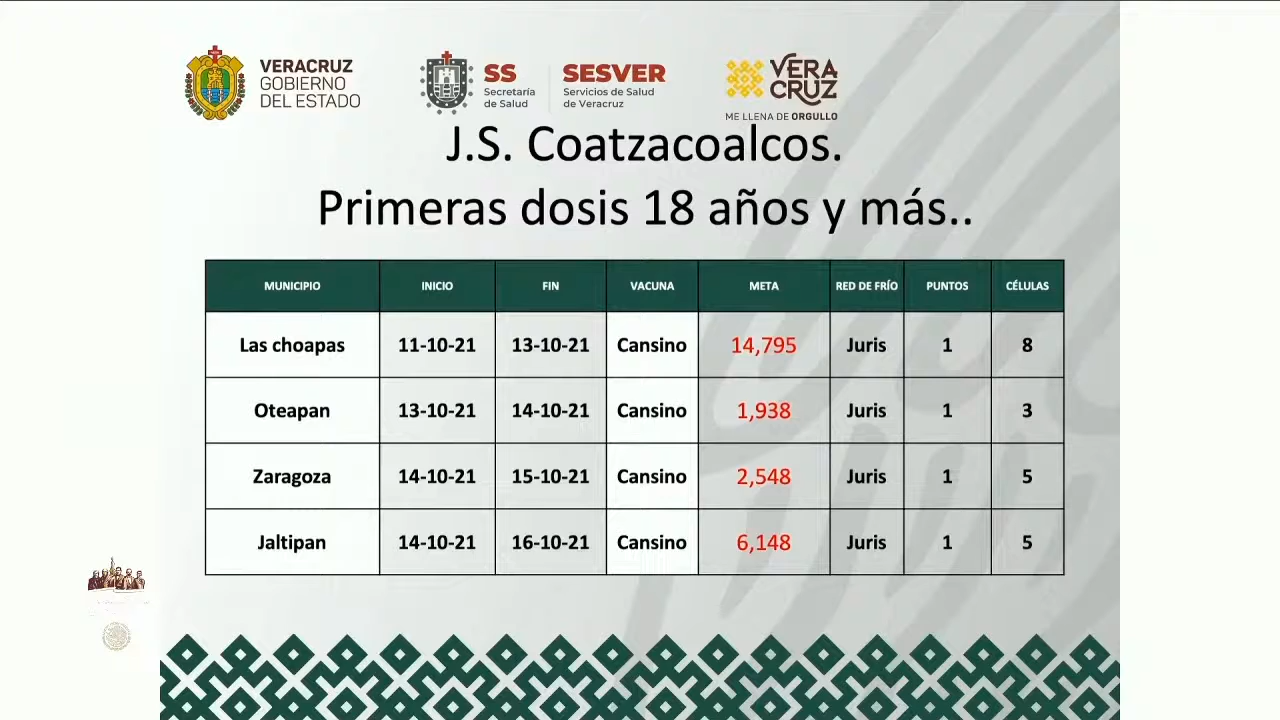 VERACRUZ
GOBIERNO
DEL ESTADO
SS
Secretaría
de Salud
SESVER
Servicios de Salud
de Veracruz
VERA
CRUZ
ME LLENA DE ORGULLO
J.S. Coatzacoalcos.
Primeras dosis 18 años y más..
MUNICIPIO INICIO FIN VACUNA META RED DE FRÍO PUNTOS CÉLULAS
Las choapas 11-10-21 13-10-21 Cansino 14,795 Juris 1 8
Oteapan 13-10-21 14-10-21 Cansino 1,938 Juris 1 3
Zaragoza 14-10-21 15-10-21 Cansino 2,548 Juris 1 5
Jaltipan 14-10-21 16-10-21 Cansino 6,148 Juris 1 5